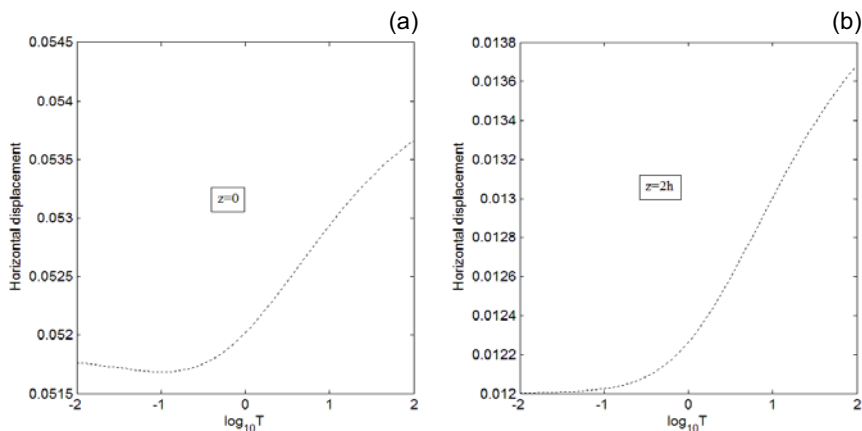 (a)
0.0545
0.054
0.0535
0.053
0.0525
0.052
0.0515
Horizontal displacement
z=0
-2 -1 0 1 2
log10T
(b)
0.0138
0.0136
0.0134
0.0132
0.013
0.0128
0.0126
0.0124
0.0122
0.012
Horizontal displacement
z=2h
-2 -1 0 1 2
log10T